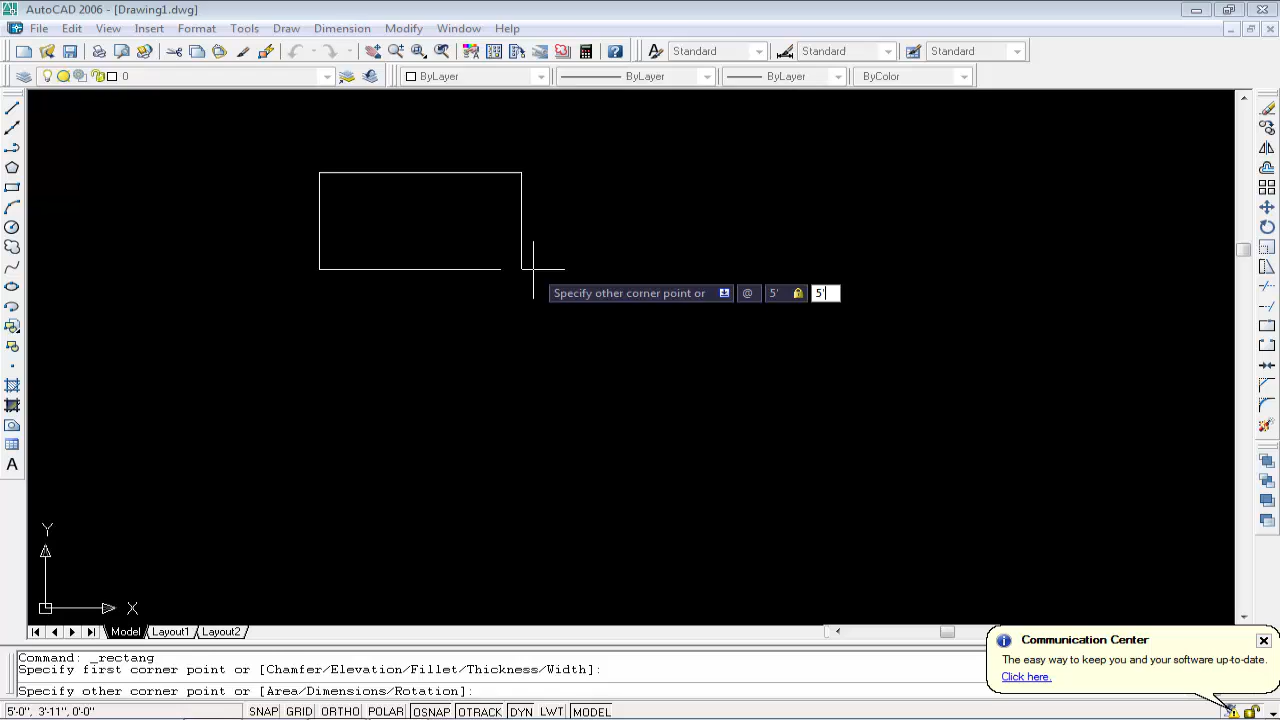 AutoCAD 2006 - [Drawing1.dwg]
File Edit View Insert Format Tools Draw Dimension Modify Window Help
Standard Standard Standard
0 ByLayer ByLayer ByLayer ByColor
Specify other corner point or @ 5' 5'
A
Y
X
Model Layout1 Layout2
Communication Center
The easy way to keep you and your software up-to-date.
Click here.
Command: _rectang
Specify first corner point or [Chamfer/Elevation/Fillet/Thickness/Width]:
Specify other corner point or [Area/Dimensions/Rotation]:
5'-0", 3'-11", 0'-0" SNAP GRID ORTHO POLAR OSNAP OTRACK DYN LWT MODEL